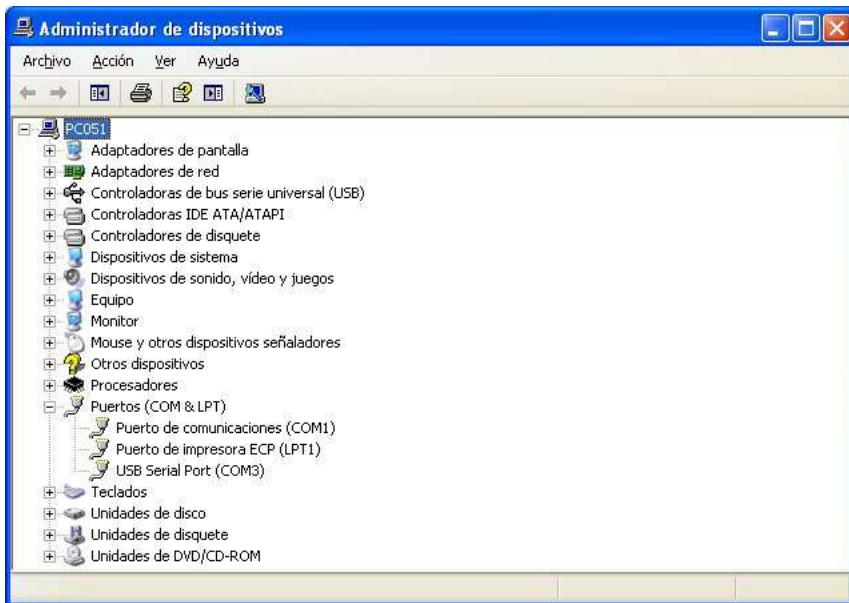 Administrador de dispositivos
Archivo Acción Ver Ayuda
PC051
Adaptadores de pantalla
Adaptadores de red
Controladoras de bus serie universal (USB)
Controladoras IDE ATA/ATAPI
Controladores de disquete
Dispositivos de sistema
Dispositivos de sonido, vídeo y juegos
Equipo
Monitor
Mouse y otros dispositivos señaladores
Otros dispositivos
Procesadores
Puertos (COM & LPT)
Puerto de comunicaciones (COM1)
Puerto de impresora ECP (LPT1)
USB Serial Port (COM3)
Teclados
Unidades de disco
Unidades de disquete
Unidades de DVD/CD-ROM